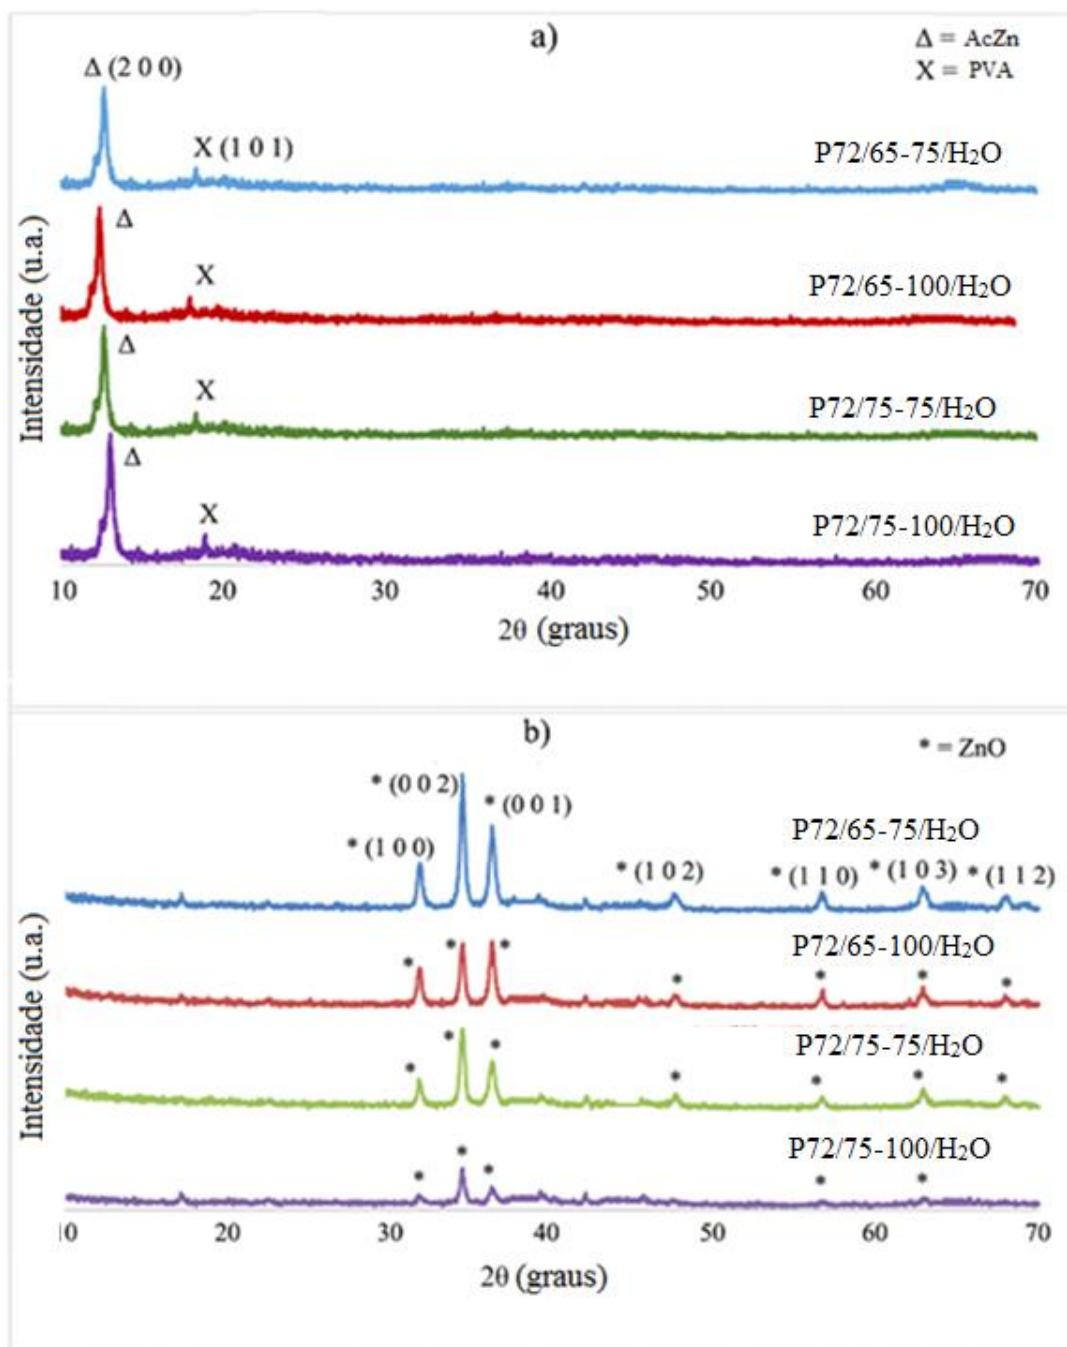 a)
Δ = AcZn
X = PVA
Δ (2 0 0)
X (1 0 1)
P72/65-75/H₂O
Δ
X
P72/65-100/H₂O
Δ
X
P72/75-75/H₂O
Δ
X
P72/75-100/H₂O
Intensidade (u.a.)
10 20 30 40 50 60 70
2θ (graus)
b)
* = ZnO
* (0 0 2)
* (0 0 1)
* (1 0 0)
P72/65-75/H₂O
* (1 0 2)
* (1 1 0)
* (1 0 3)
* (1 1 2)
P72/65-100/H₂O
* * * * * * *
P72/75-75/H₂O
* * * * * * *
P72/75-100/H₂O
* * * * *
Intensidade (u.a.)
10 20 30 40 50 60 70
2θ (graus)